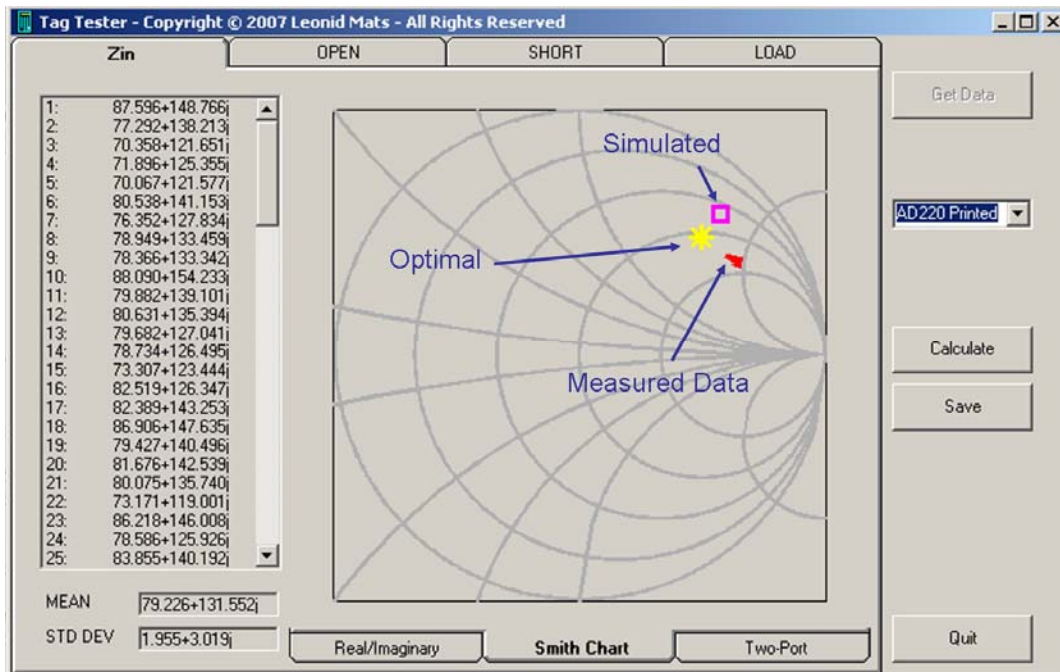 Tag Tester - Copyright © 2007 Leonid Mats - All Rights Reserved
Zin OPEN SHORT LOAD
1: 87.596+148.766j
2: 77.292+138.213j
3: 70.358+121.651j
4: 71.896+125.355j
5: 70.067+121.577j
6: 80.538+141.153j
7: 76.352+127.834j
8: 78.949+133.459j
9: 78.366+133.342j
10: 88.090+154.233j
11: 79.882+139.101j
12: 80.631+135.394j
13: 79.682+127.041j
14: 78.734+126.495j
15: 73.307+123.444j
16: 82.519+126.347j
17: 82.389+143.253j
18: 86.906+147.635j
19: 79.427+140.496j
20: 81.676+142.539j
21: 80.075+135.740j
22: 73.171+119.001j
23: 86.218+146.008j
24: 78.586+125.926j
25: 83.855+140.192j
MEAN 79.226+131.552j
STD DEV 1.955+3.019j
Simulated
Optimal
Measured Data
Real/Imaginary Smith Chart Two-Port
Get Data
AD220 Printed
Calculate
Save
Quit